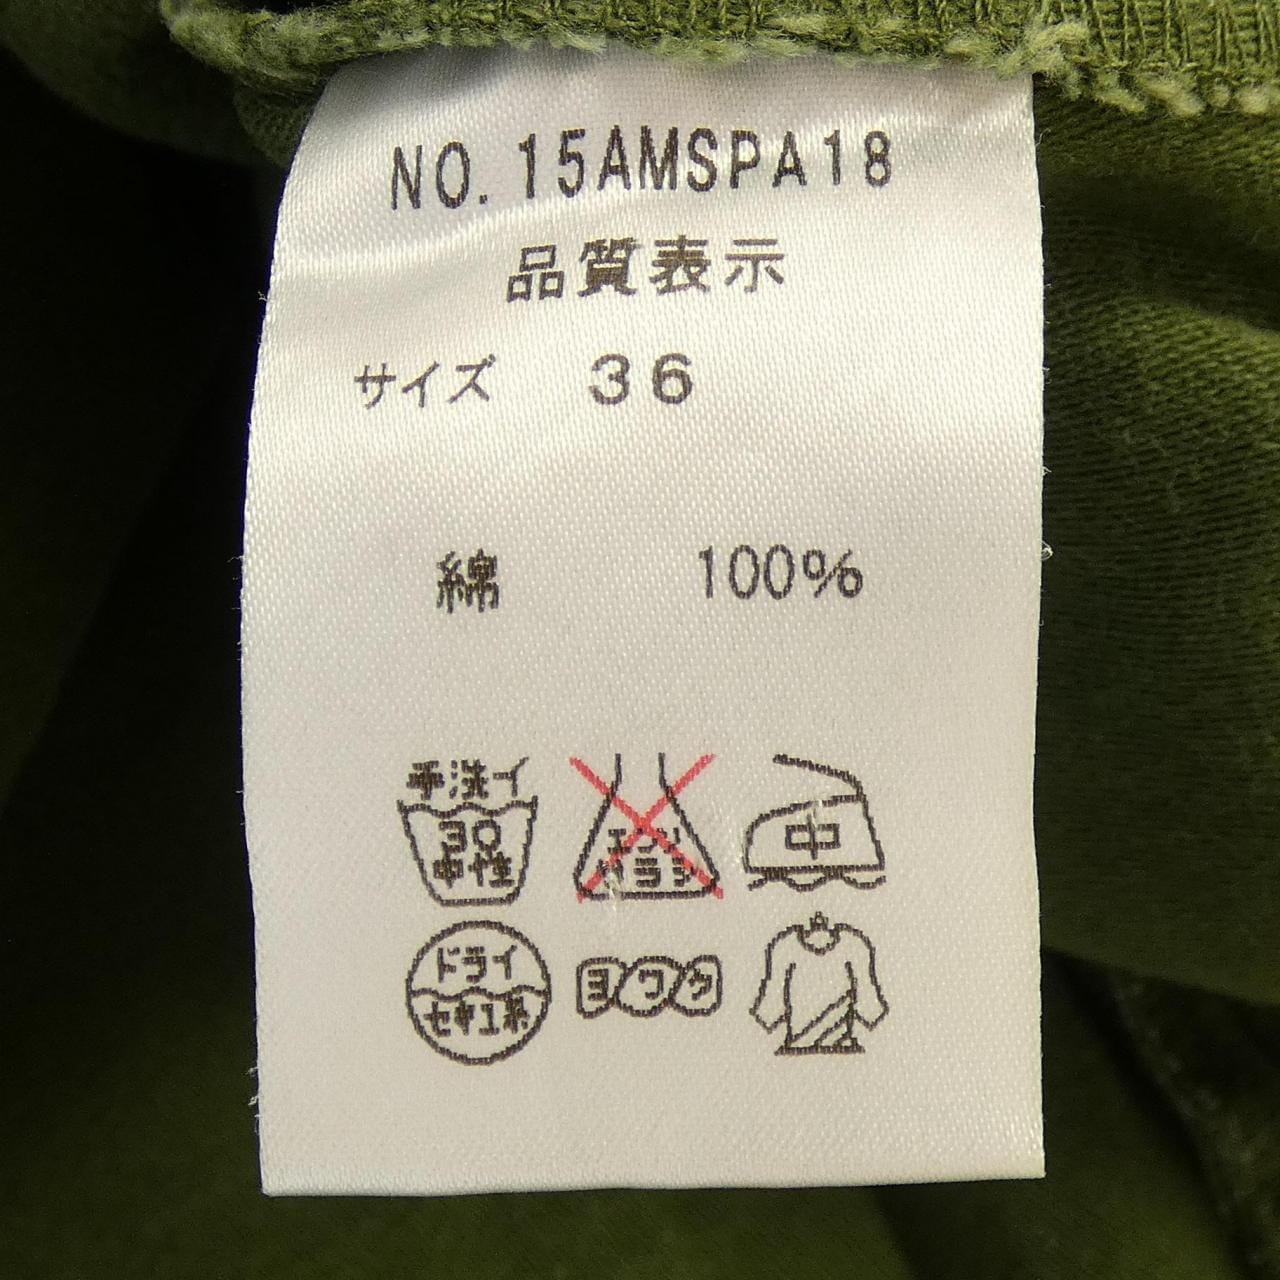 NO. 15AMSPA18
品質表示
サイズ 36
綿 100%
手洗イ
30
中性
エンソ
サラシ
中
ドライ
セキユ系
ヨワク